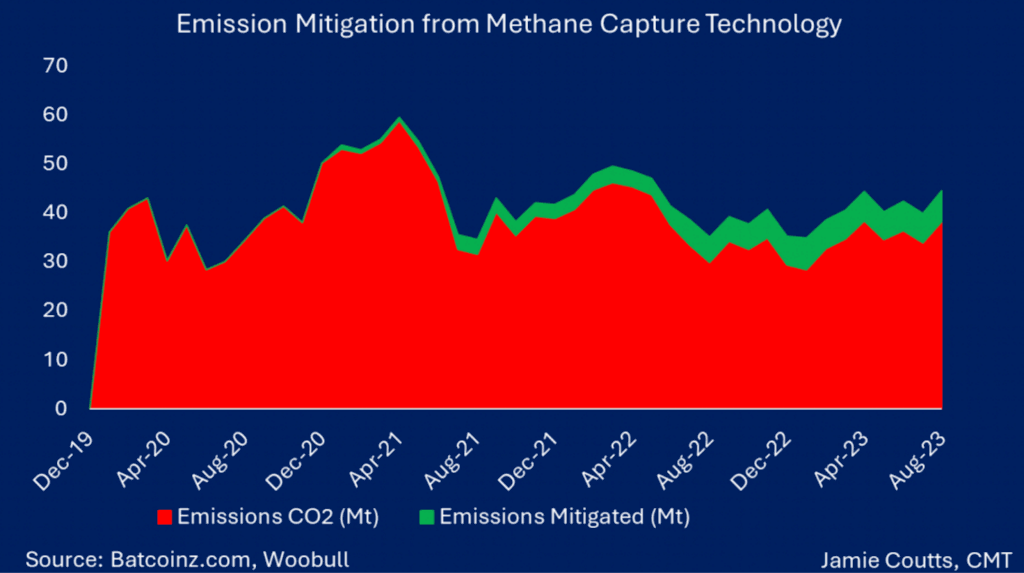 Emission Mitigation from Methane Capture Technology
70
60
50
40
30
20
10
0
Dec-19 Apr-20 Aug-20 Dec-20 Apr-21 Aug-21 Dec-21 Apr-22 Aug-22 Dec-22 Apr-23 Aug-23
Emissions CO2 (Mt) Emissions Mitigated (Mt)
Source: Batcoinz.com, Woobull Jamie Coutts, CMT